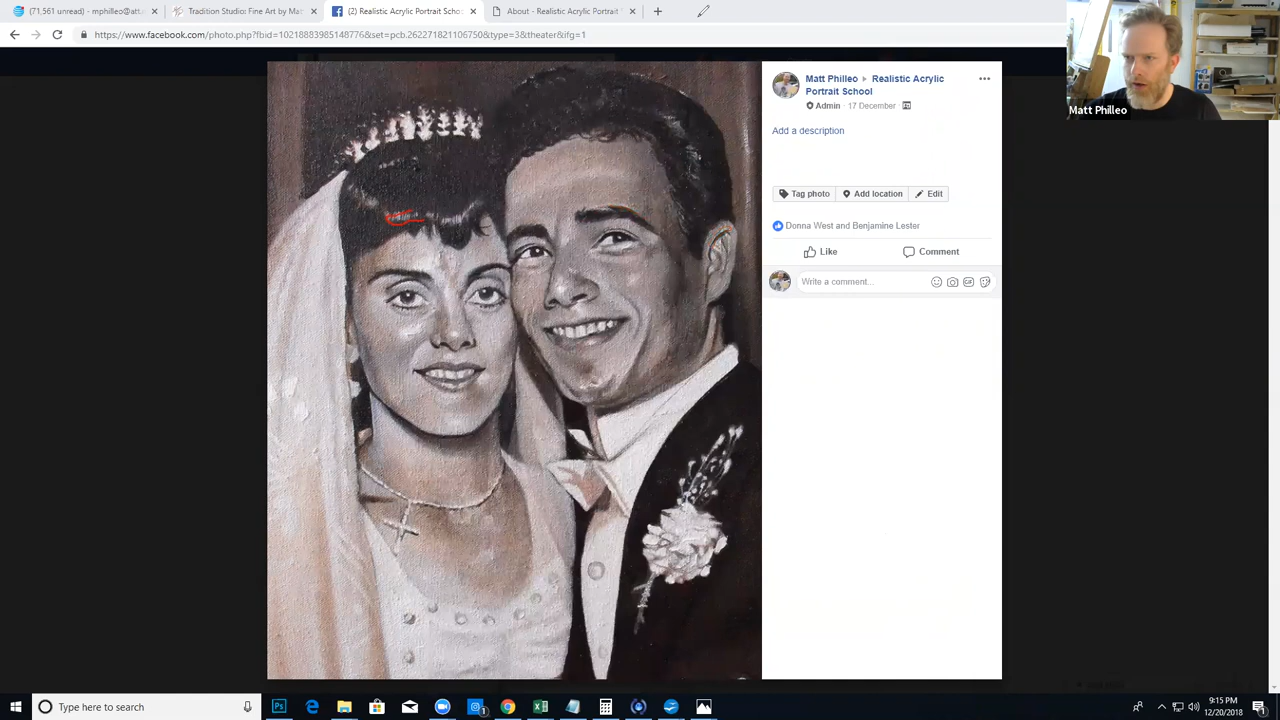 (71,561 unread) - mphilleo@att.
Tradition Studio: Fine Art by Mat
(2) Realistic Acrylic Portrait Scho
About - Realistic Acrylic Portrait
https://www.facebook.com/photo.php?fbid=10218883985148776&set=pcb.262271821106750&type=3&theater&ifg=1
Matt Philleo
Matt Philleo ▸ Realistic Acrylic
Portrait School
Admin · 17 December ·
Add a description
Tag photo
Add location
Edit
Donna West and Benjamine Lester
Like
Comment
Write a comment...
GIF
Type here to search
9:15 PM
12/20/2018